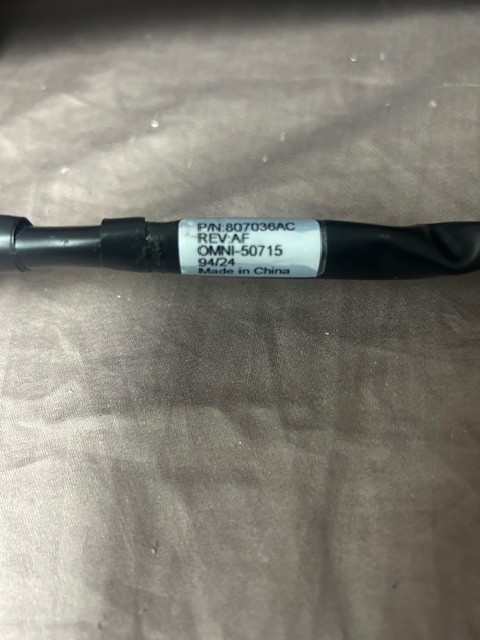 P/N:807036AC
REV:AF
OMNI-50715
94/24
Made in China